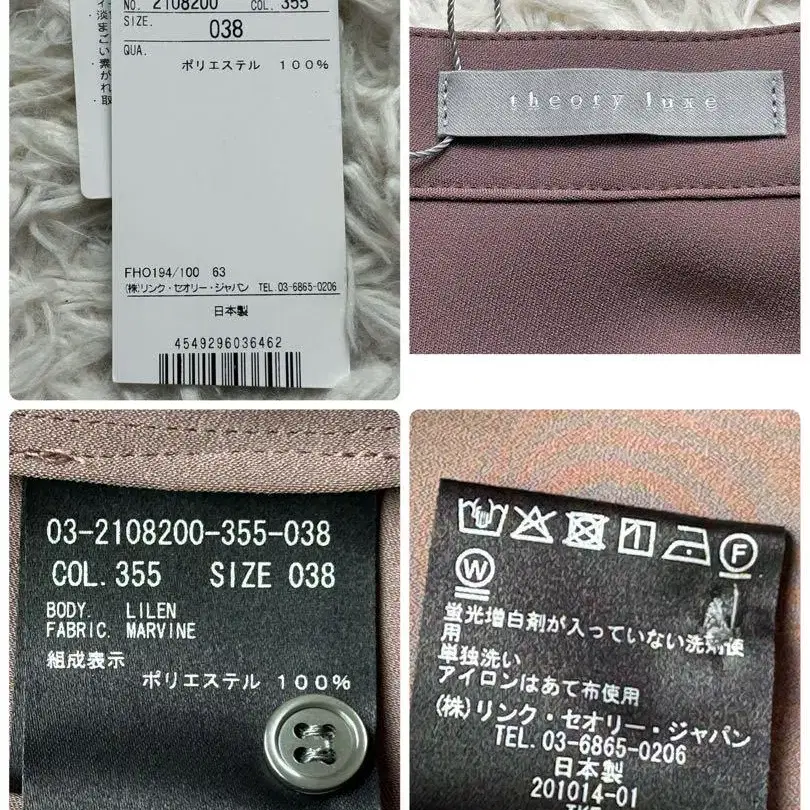 NO. 2108200 COL. 355
SIZE. 038
QUA.
ポリエステル 100%
FHO194/100 63
(株)リンク・セオリー・ジャパン TEL.03-6865-0206
日本製
4549296036462
theory luxe
03-2108200-355-038
COL. 355 SIZE 038
BODY. LILEN
FABRIC. MARVINE
組成表示
ポリエステル 100%
F
W
蛍光増白剤が入っていない洗剤使
用
単独洗い
アイロンはあて布使用
(株)リンク・セオリー・ジャパン
TEL. 03-6865-0206
日本製
201014-01